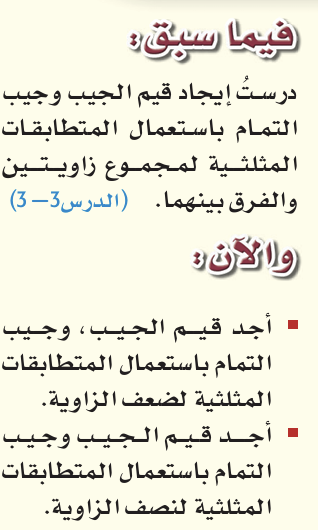 فيما سبق:
درستُ إيجاد قيم الجيب وجيب
التمام باستعمال المتطابقات
المثلثية لمجموع زاويتين
والفرق بينهما. (الدرس3–3)
والآن:
أجد قيم الجيب، وجيب
التمام باستعمال المتطابقات
المثلثية لضعف الزاوية.
أجد قيم الجيب وجيب
التمام باستعمال المتطابقات
المثلثية لنصف الزاوية.